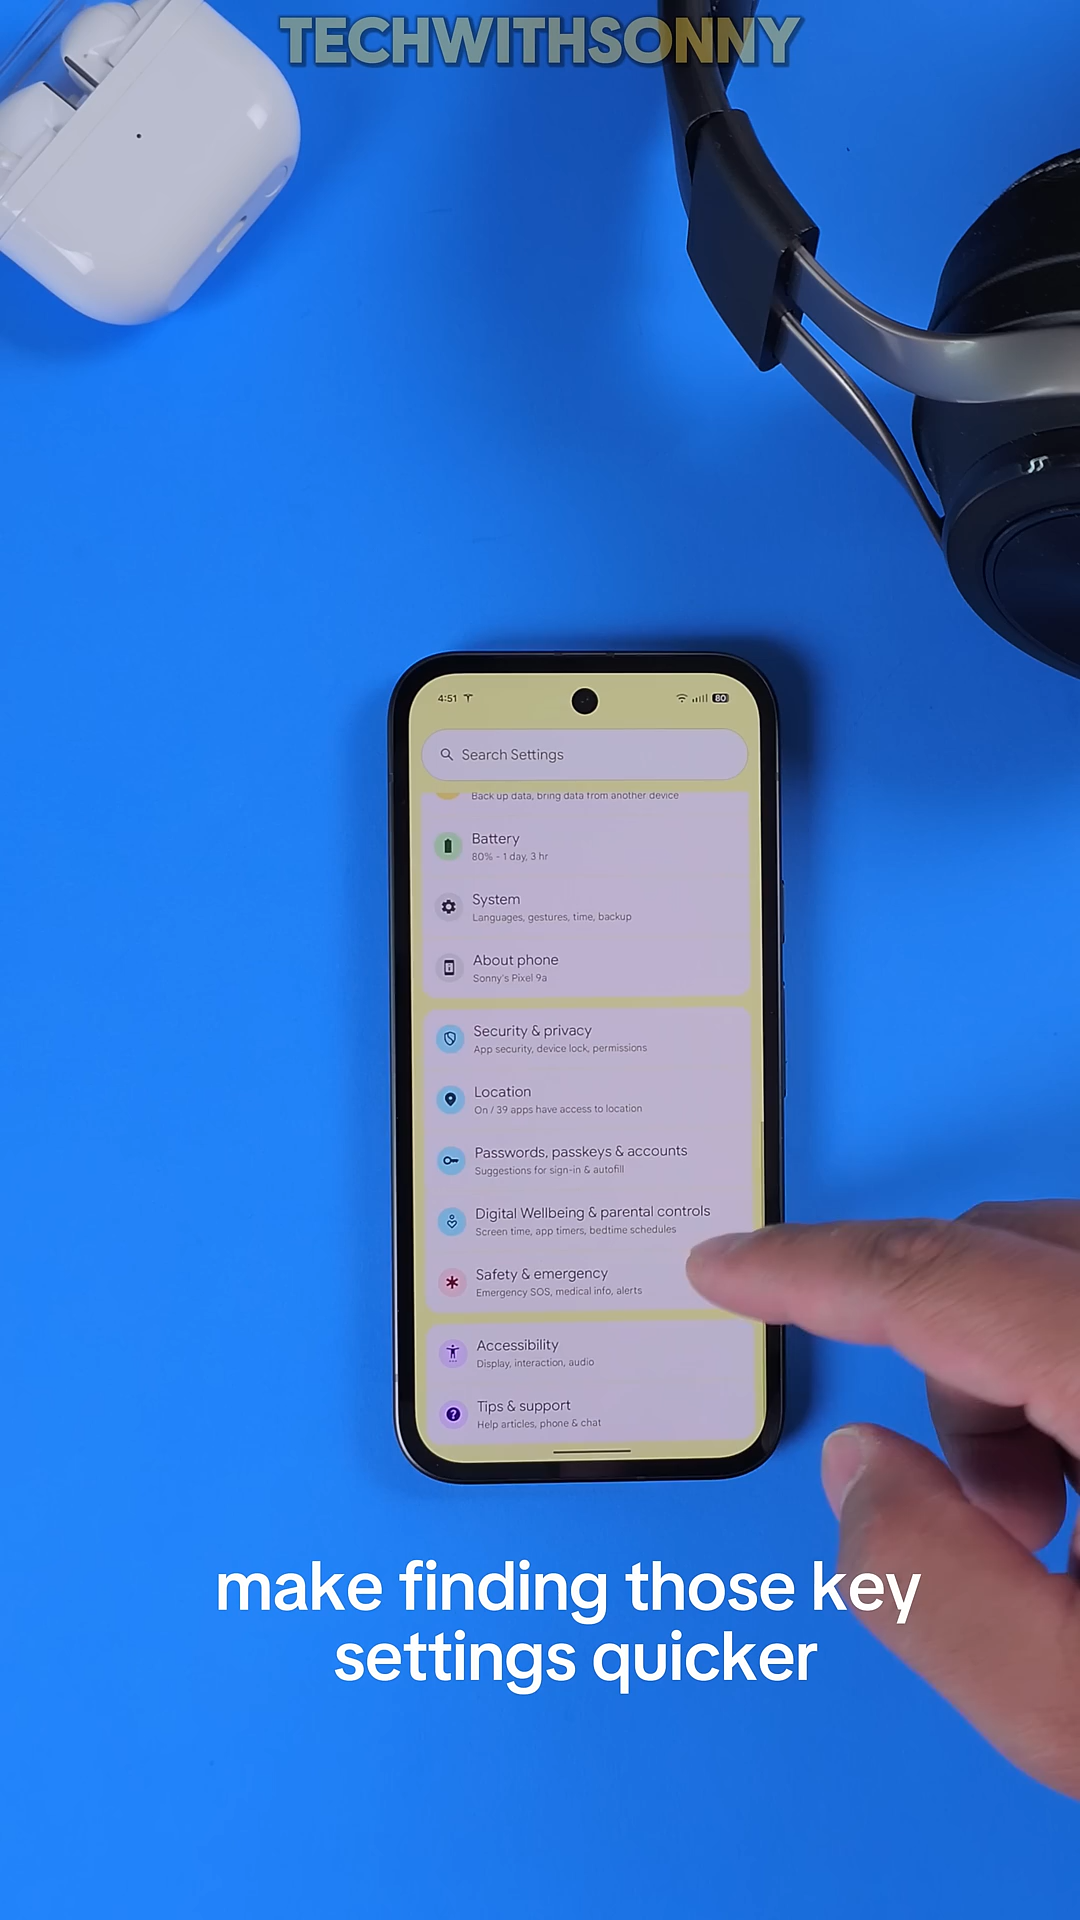 TECHWITHSONNY
4:51
80
Search Settings
Back up data, bring data from another device
Battery
80% - 1 day, 3 hr
System
Languages, gestures, time, backup
About phone
Sonny's Pixel 9a
Security & privacy
App security, device lock, permissions
Location
On / 39 apps have access to location
Passwords, passkeys & accounts
Suggestions for sign-in & autofill
Digital Wellbeing & parental controls
Screen time, app timers, bedtime schedules
Safety & emergency
Emergency SOS, medical info, alerts
Accessibility
Display, interaction, audio
Tips & support
Help articles, phone & chat
make finding those key
settings quicker